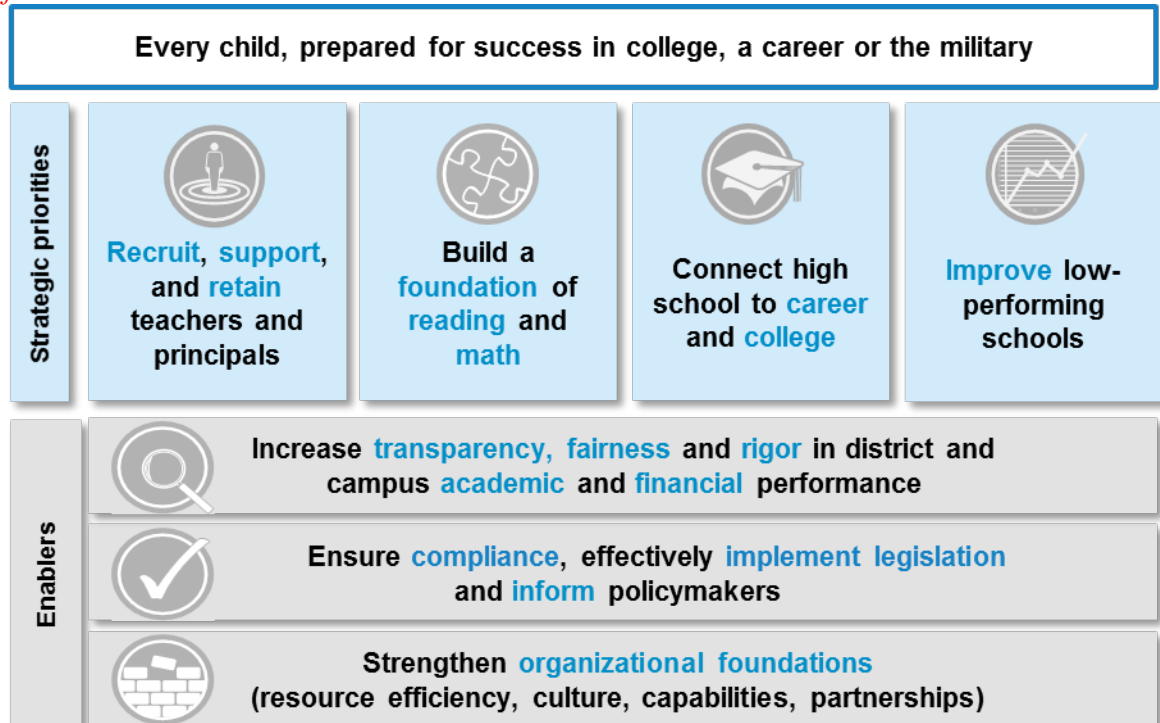 Every child, prepared for success in college, a career or the military
Strategic priorities
Recruit, support,
and retain
teachers and
principals
Build a
foundation of
reading and
math
Connect high
school to career
and college
Improve low-
performing
schools
Enablers
Increase transparency, fairness and rigor in district and
campus academic and financial performance
Ensure compliance, effectively implement legislation
and inform policymakers
Strengthen organizational foundations
(resource efficiency, culture, capabilities, partnerships)